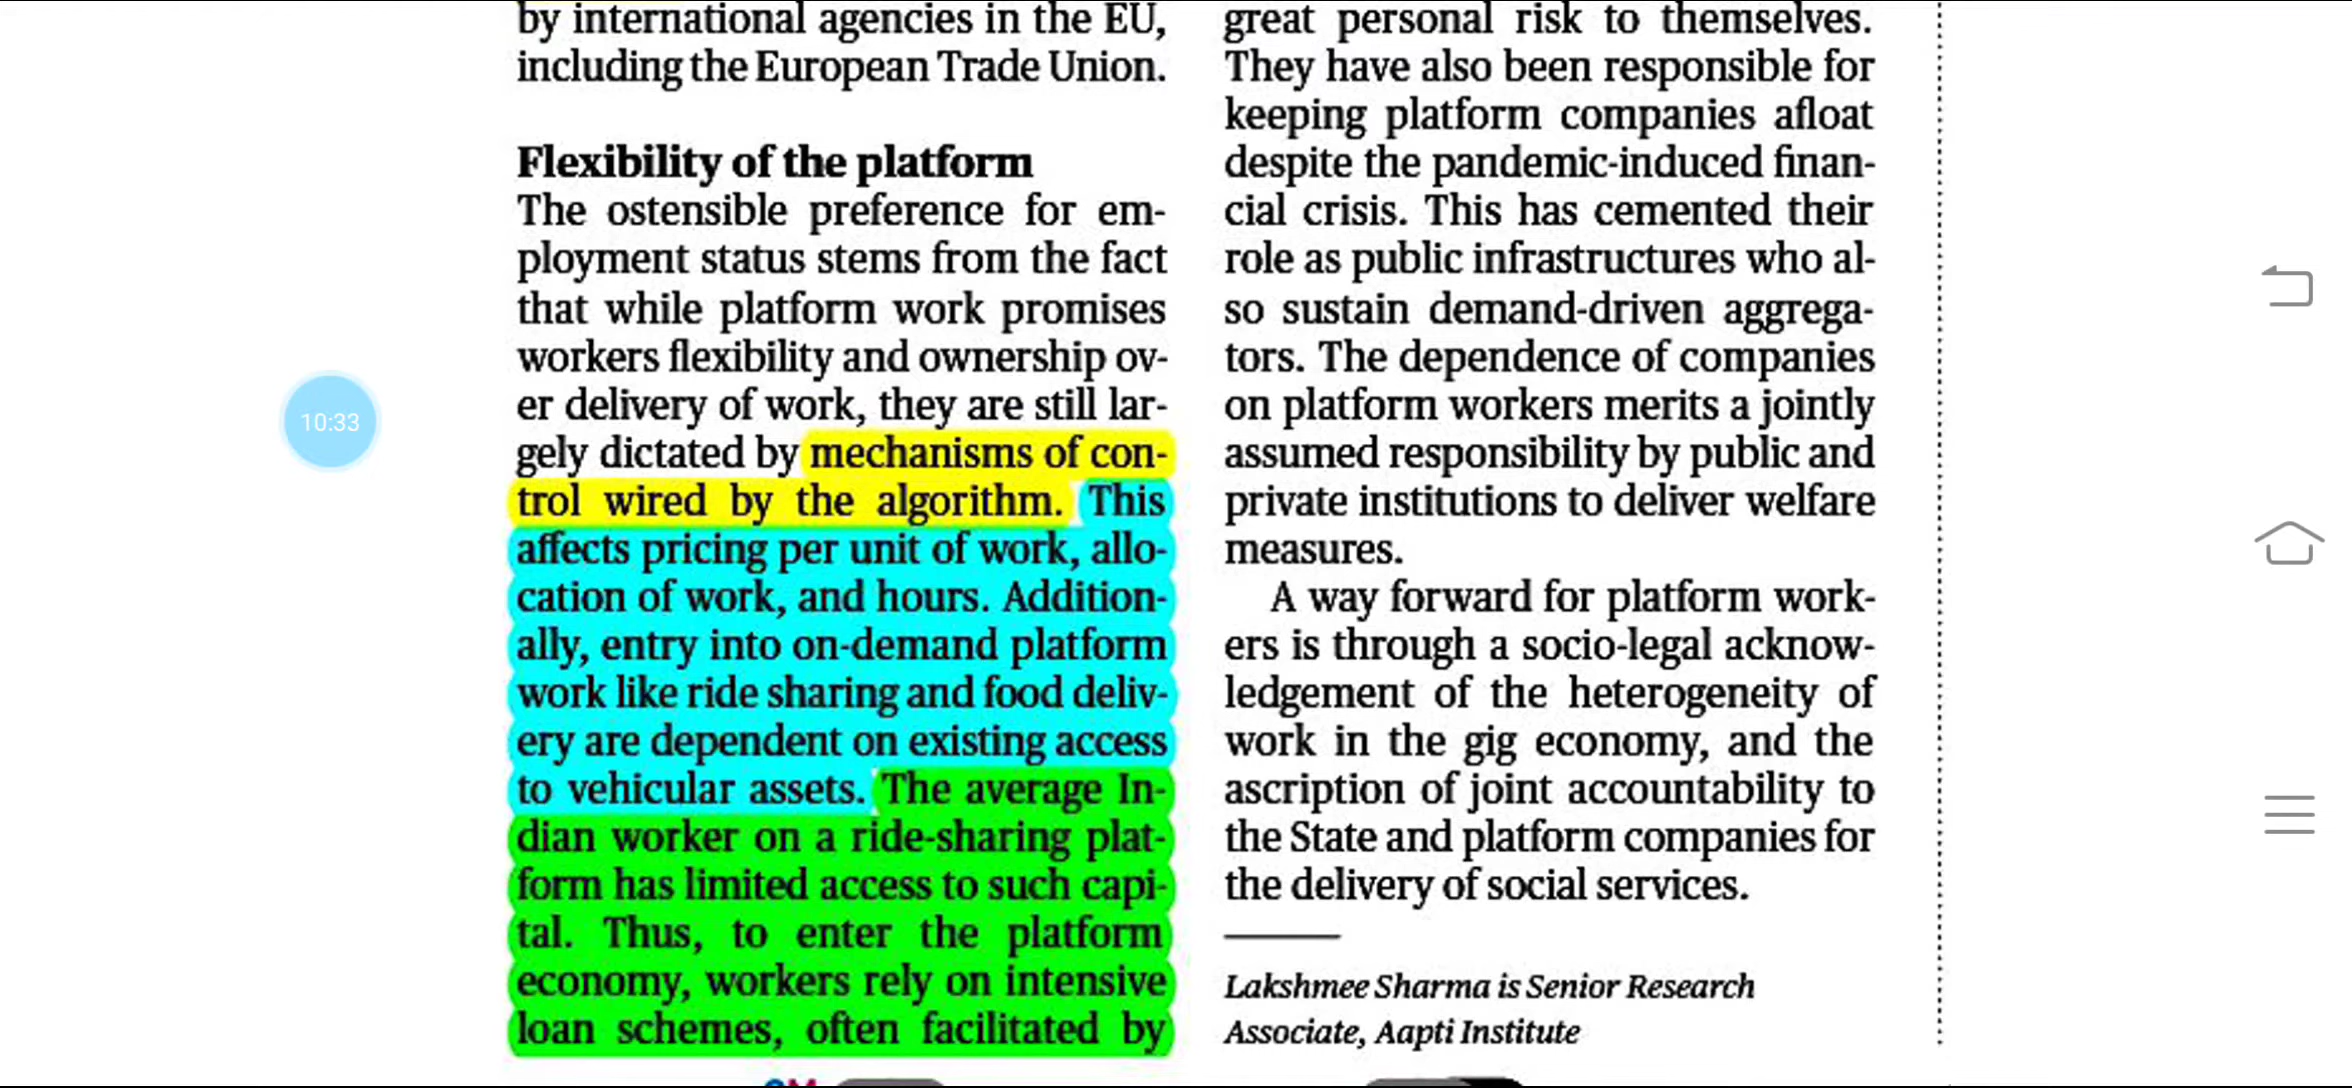 by international agencies in the EU,
including the European Trade Union.
Flexibility of the platform
The ostensible preference for em-
ployment status stems from the fact
that while platform work promises
workers flexibility and ownership ov-
er delivery of work, they are still lar-
gely dictated by mechanisms of con-
trol wired by the algorithm. This
affects pricing per unit of work, allo-
cation of work, and hours. Addition-
ally, entry into on-demand platform
work like ride sharing and food deliv-
ery are dependent on existing access
to vehicular assets. The average In-
dian worker on a ride-sharing plat-
form has limited access to such capi-
tal. Thus, to enter the platform
economy, workers rely on intensive
loan schemes, often facilitated by
great personal risk to themselves.
They have also been responsible for
keeping platform companies afloat
despite the pandemic-induced finan-
cial crisis. This has cemented their
role as public infrastructures who al-
so sustain demand-driven aggrega-
tors. The dependence of companies
on platform workers merits a jointly
assumed responsibility by public and
private institutions to deliver welfare
measures.
A way forward for platform work-
ers is through a socio-legal acknow-
ledgement of the heterogeneity of
work in the gig economy, and the
ascription of joint accountability to
the State and platform companies for
the delivery of social services.
Lakshmee Sharma is Senior Research
Associate, Aapti Institute
10:33